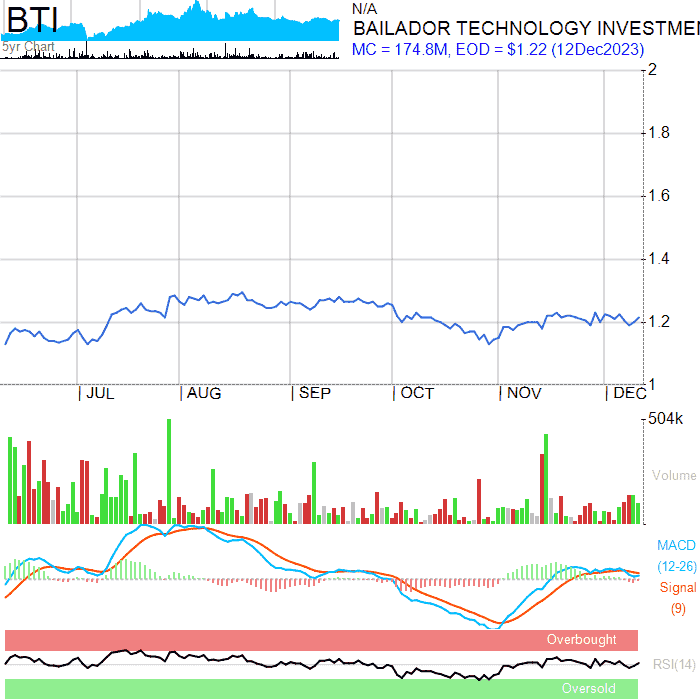 BTI
5yr Chart
N/A
BAILADOR TECHNOLOGY INVESTMEN
MC = 174.8M, EOD = $1.22 (12Dec2023)
2
1.8
1.6
1.4
1.2
1
JUL AUG SEP OCT NOV DEC
504k
Volume
MACD
(12-26)
Signal
(9)
Overbought
RSI(14)
Oversold